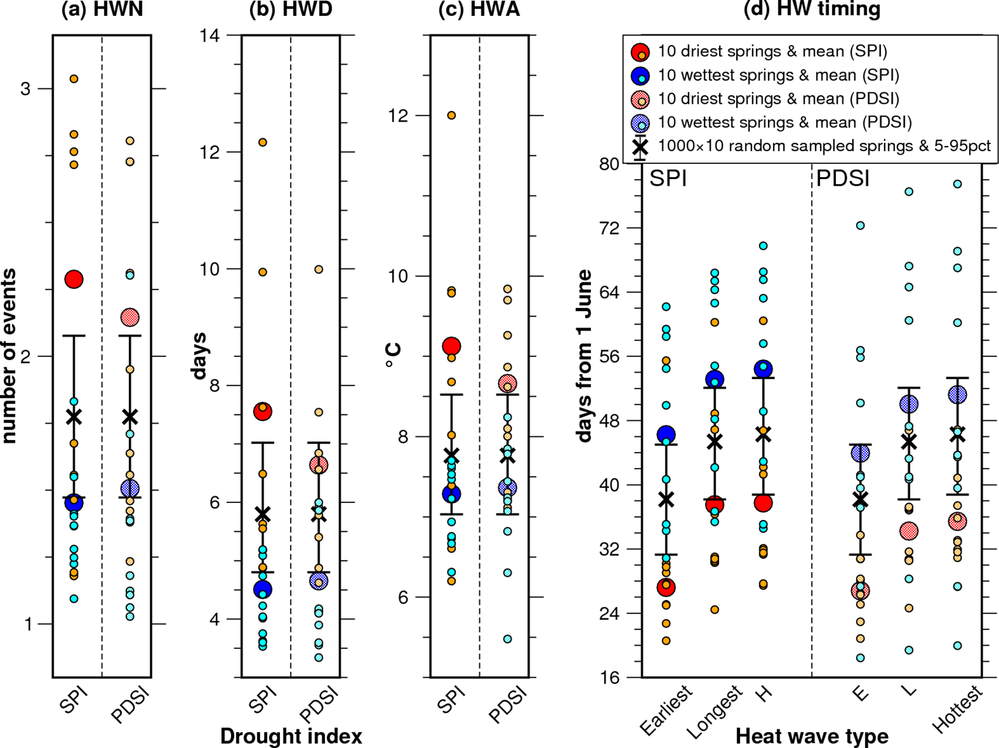 (a) HWN
(b) HWD
(c) HWA
(d) HW timing
number of events
3
2
1
SPI
PDSI
days
14
12
10
8
6
4
SPI
PDSI
°C
12
10
8
6
SPI
PDSI
Drought index
10 driest springs & mean (SPI)
10 wettest springs & mean (SPI)
10 driest springs & mean (PDSI)
10 wettest springs & mean (PDSI)
1000×10 random sampled springs & 5-95pct
SPI
PDSI
days from 1 June
80
72
64
56
48
40
32
24
16
Earliest
Longest
H
E
L
Hottest
Heat wave type